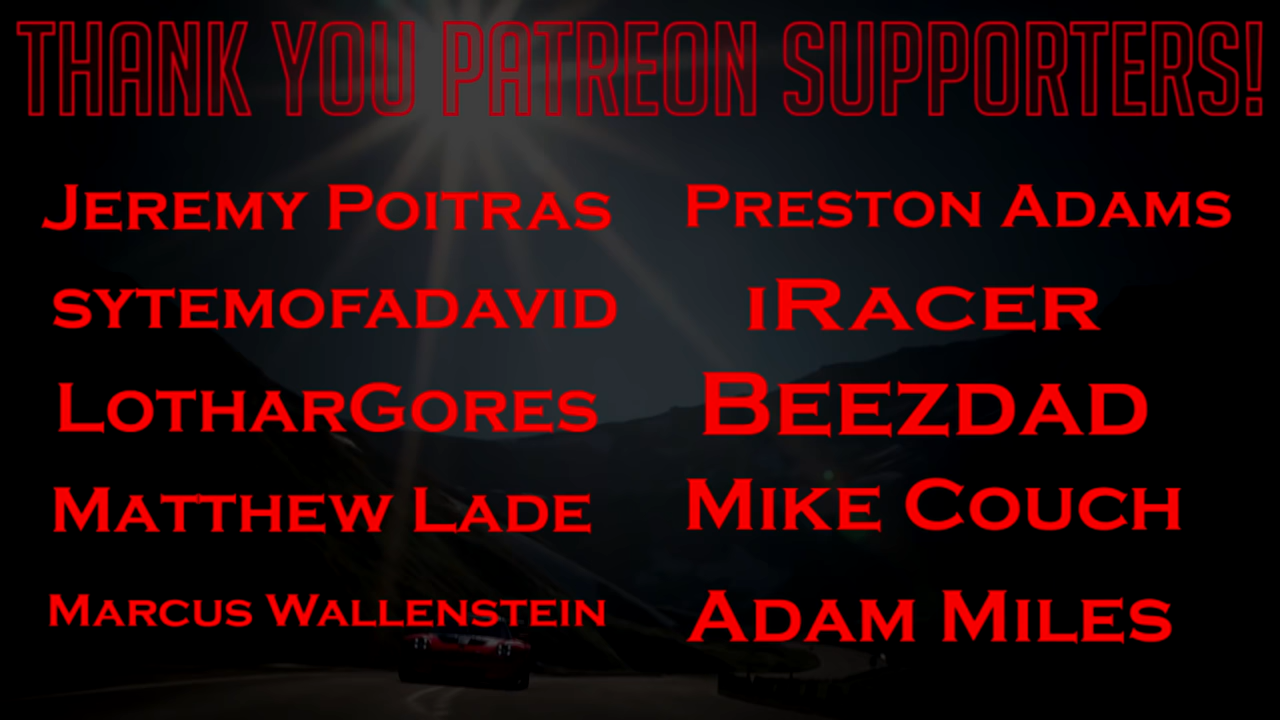 THANK YOU PATREON SUPPORTERS!
JEREMY POITRAS
PRESTON ADAMS
SYTEMOFADAVID
iRACER
LOTHARGORES
BEEZDAD
MATTHEW LADE
MIKE COUCH
MARCUS WALLENSTEIN
ADAM MILES